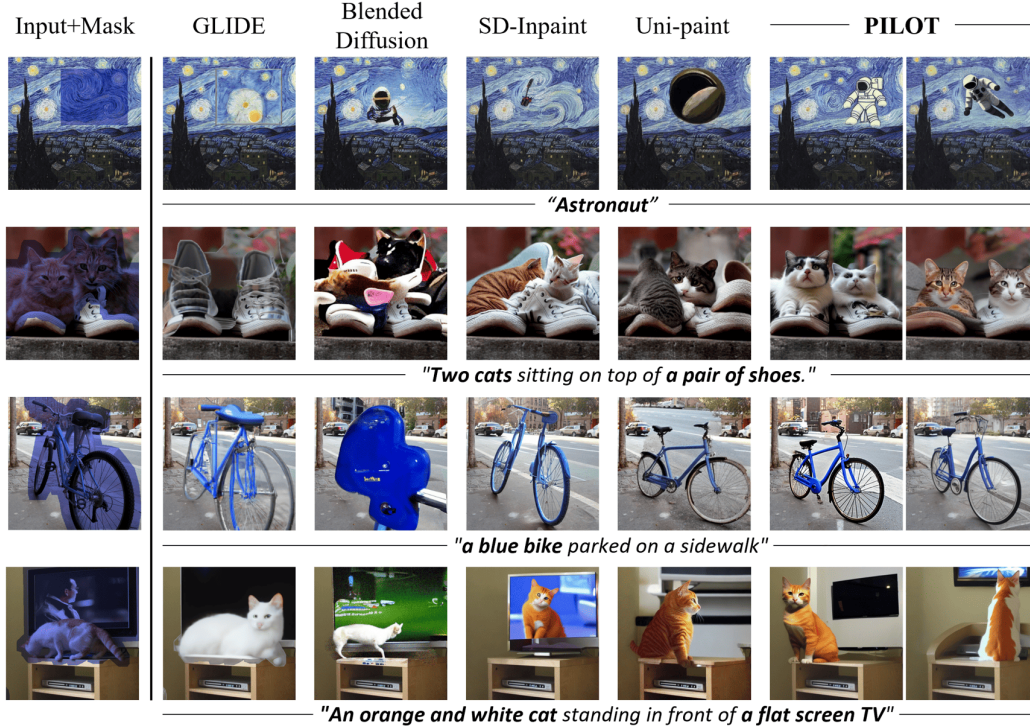 Input+Mask GLIDE Blended Diffusion SD-Inpaint Uni-paint PILOT
“Astronaut”
"Two cats sitting on top of a pair of shoes."
"a blue bike parked on a sidewalk"
"An orange and white cat standing in front of a flat screen TV"